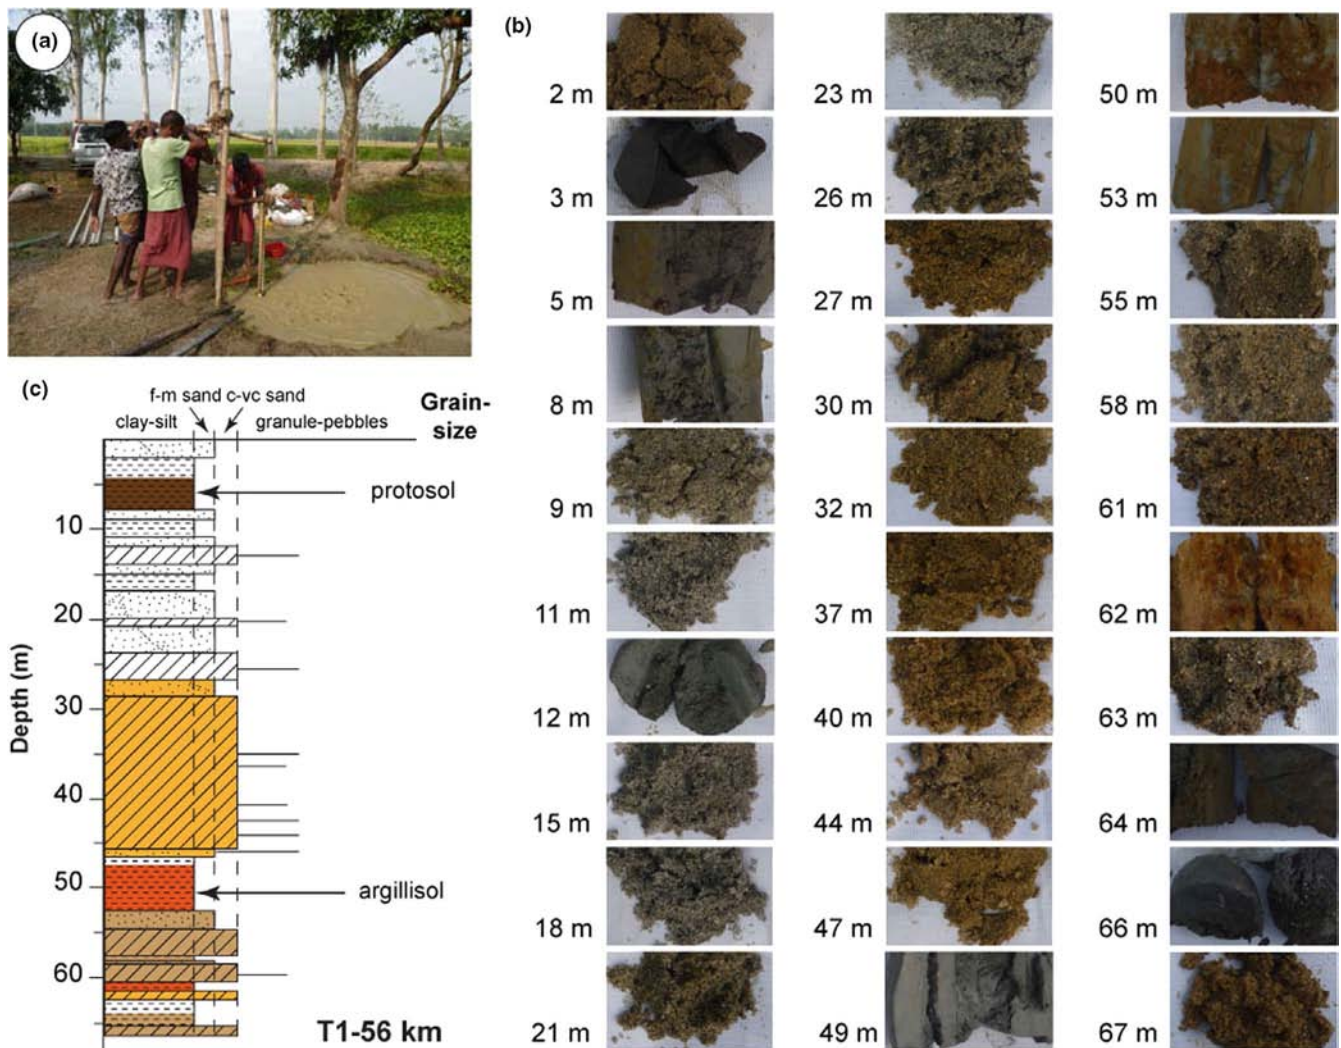 (a)
(b)
2 m
3 m
5 m
8 m
9 m
11 m
12 m
15 m
18 m
21 m
23 m
26 m
27 m
30 m
32 m
37 m
40 m
44 m
47 m
49 m
50 m
53 m
55 m
58 m
61 m
62 m
63 m
64 m
66 m
67 m
(c)
f-m sand c-vc sand
clay-silt
granule-pebbles
Grain-
size
protosol
10
20
Depth (m)
30
40
50
argillisol
60
T1-56 km